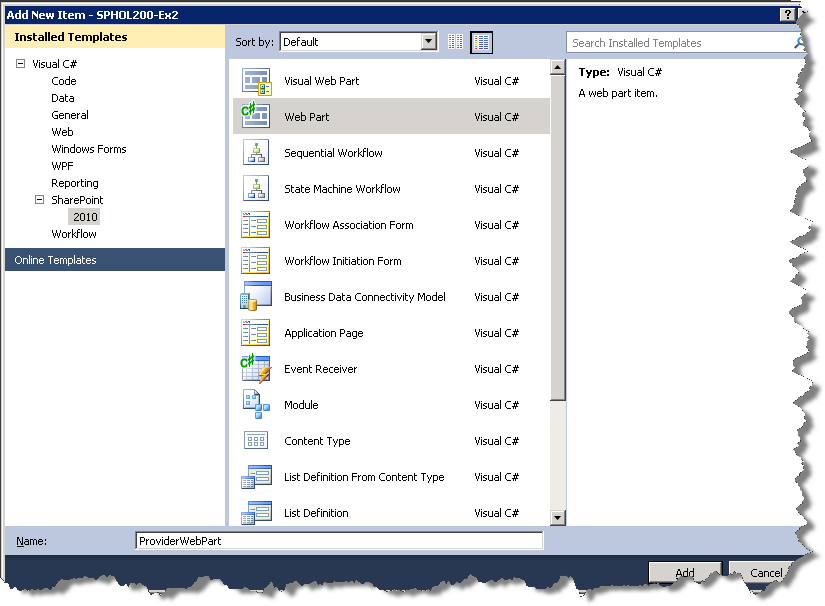 Add New Item - SPHOL200-Ex2
Installed Templates
Visual C#
Code
Data
General
Web
Windows Forms
WPF
Reporting
SharePoint
2010
Workflow
Online Templates
Sort by: Default
Visual Web Part Visual C#
Web Part Visual C#
Sequential Workflow Visual C#
State Machine Workflow Visual C#
Workflow Association Form Visual C#
Workflow Initiation Form Visual C#
Business Data Connectivity Model Visual C#
Application Page Visual C#
Event Receiver Visual C#
Module Visual C#
Content Type Visual C#
List Definition From Content Type Visual C#
List Definition Visual C#
Search Installed Templates
Type: Visual C#
A web part item.
Name: ProviderWebPart
Add Cancel